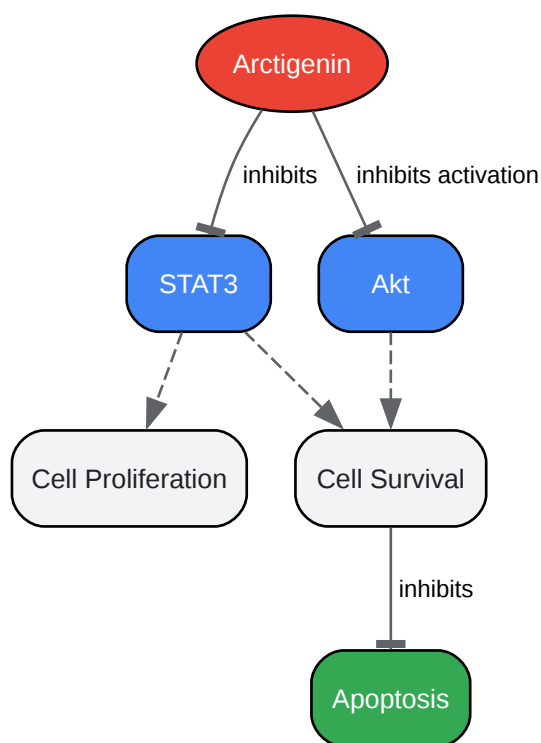 Arctigenin
inhibits
inhibits activation
STAT3
Akt
Cell Proliferation
Cell Survival
inhibits
Apoptosis